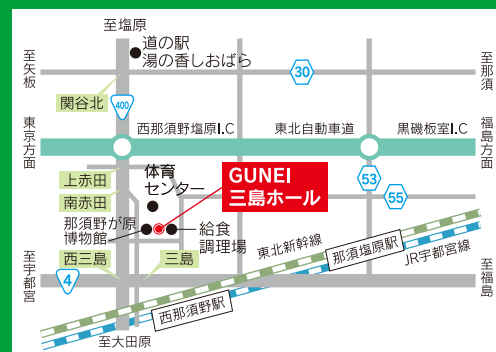 至塩原
道の駅
湯の香しおばら
至矢板
30
至那須
関谷北
400
東京方面
西那須野塩原I.C
東北自動車道
黒磯板室I.C
福島方面
上赤田
体育
センター
GUNEI
三島ホール
53
南赤田
55
那須野が原
博物館
給食
調理場
東北新幹線
那須塩原駅
JR宇都宮線
至宇都宮
西三島
三島
4
至福島
西那須野駅
至大田原